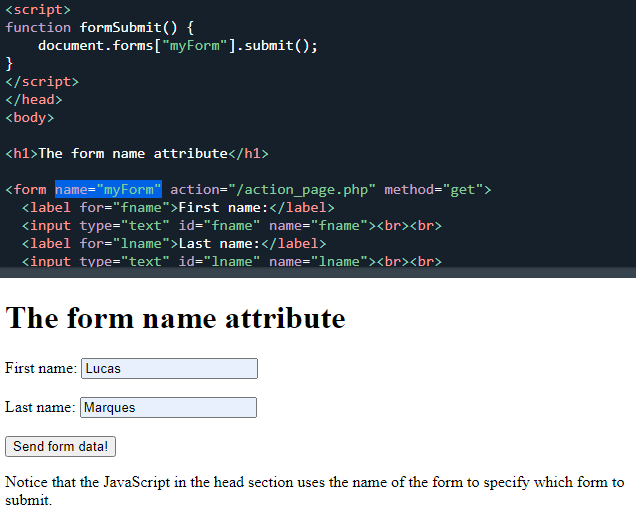 <script>
function formSubmit() {
    document.forms["myForm"].submit();
}
</script>
</head>
<body>
<h1>The form name attribute</h1>
<form name="myForm" action="/action_page.php" method="get">
  <label for="fname">First name:</label>
  <input type="text" id="fname" name="fname"><br><br>
  <label for="lname">Last name:</label>
  <input type="text" id="lname" name="lname"><br><br>
The form name attribute
First name: Lucas
Last name: Marques
Send form data!
Notice that the JavaScript in the head section uses the name of the form to specify which form to
submit.